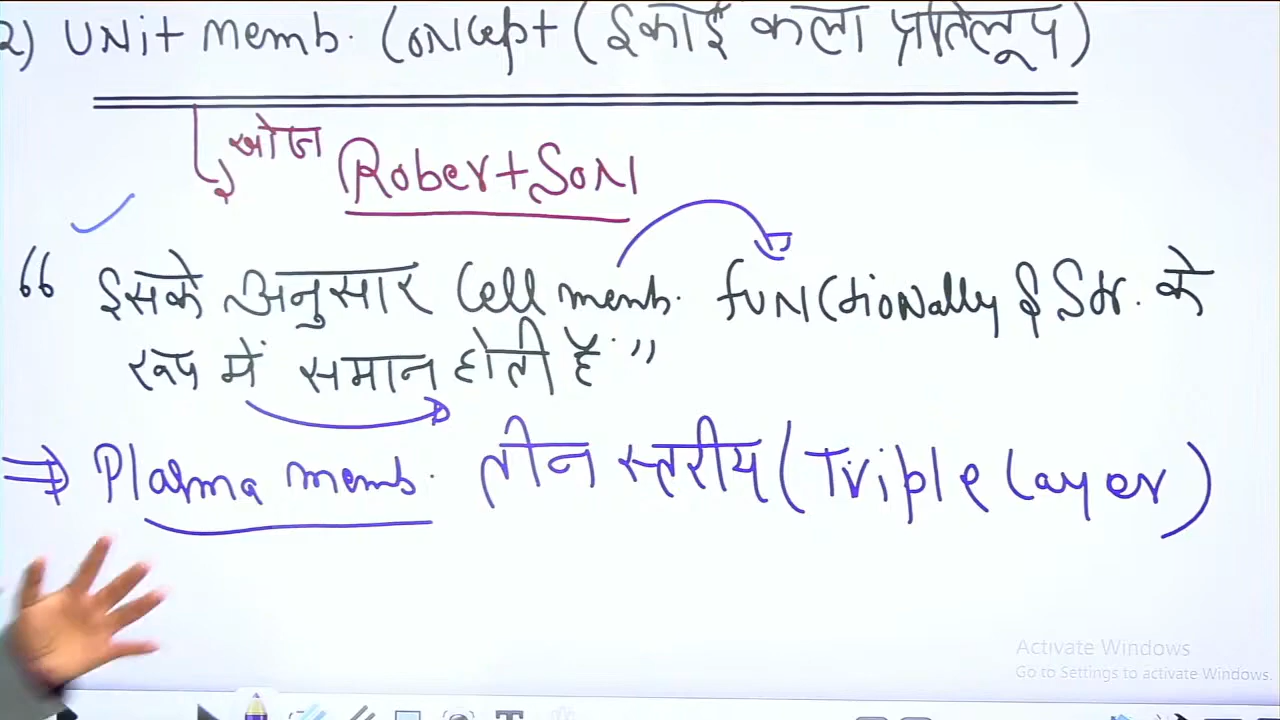 2) Unit memb. Concept (इकाई कला प्रतिलूप)
खोज Robertson
“ इसके अनुसार Cell memb. functionally & Str. के
रूप में समान होती है ”
⇒ Plasma memb. तीन स्तरीय (Triple layer)
Activate Windows
Go to Settings to activate Windows.